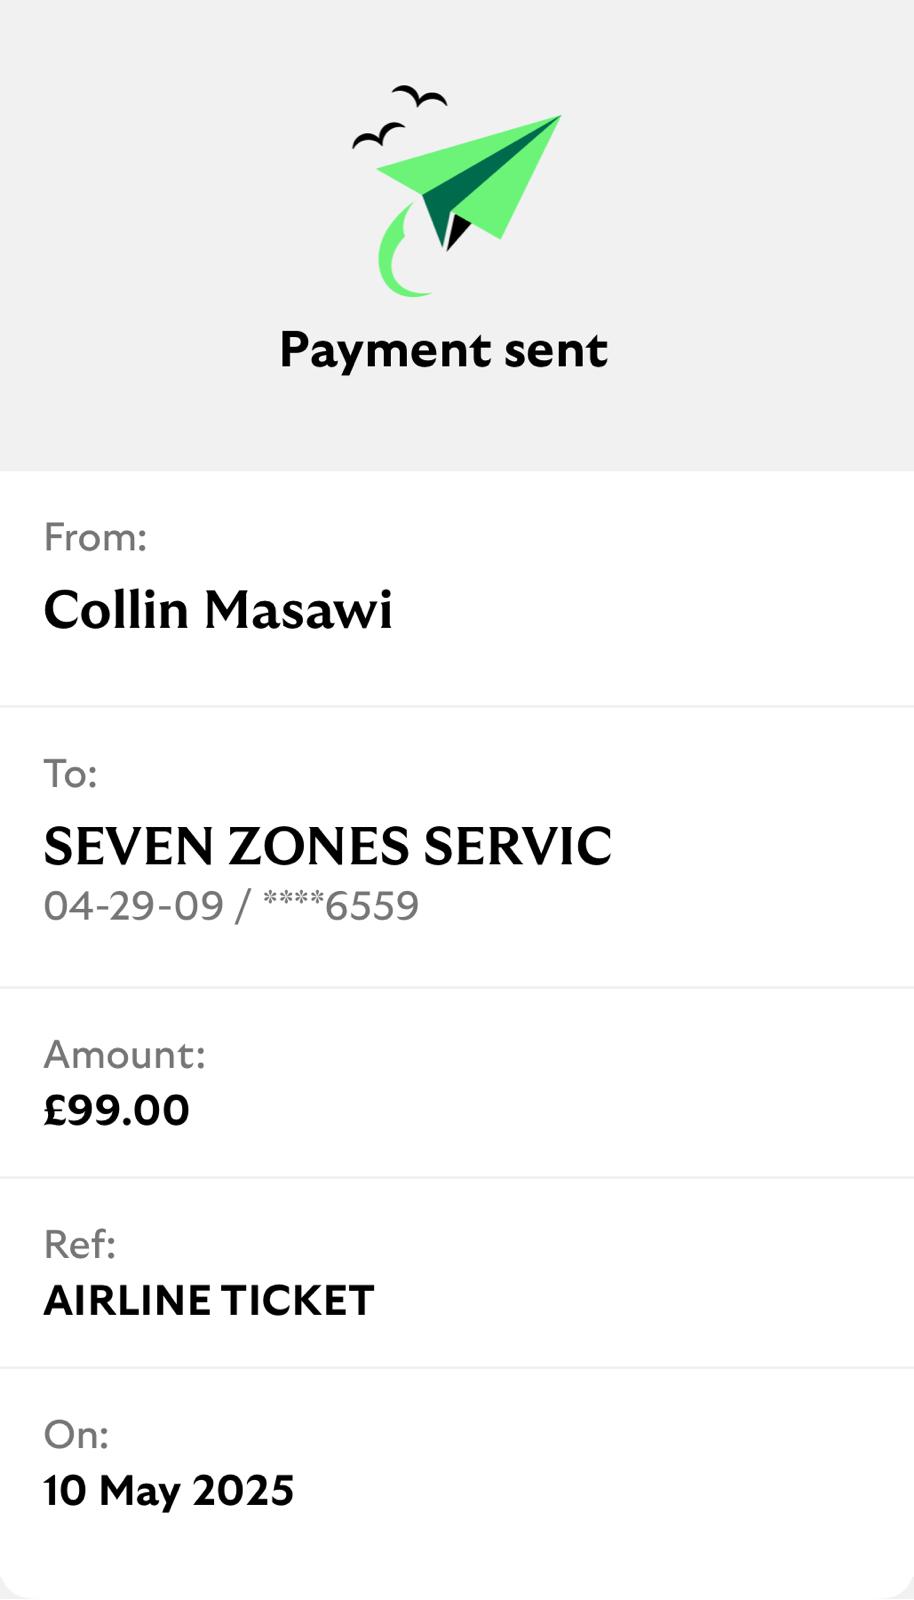 Payment sent
From:
Collin Masawi
To:
SEVEN ZONES SERVIC
04-29-09 / ****6559
Amount:
£99.00
Ref:
AIRLINE TICKET
On:
10 May 2025